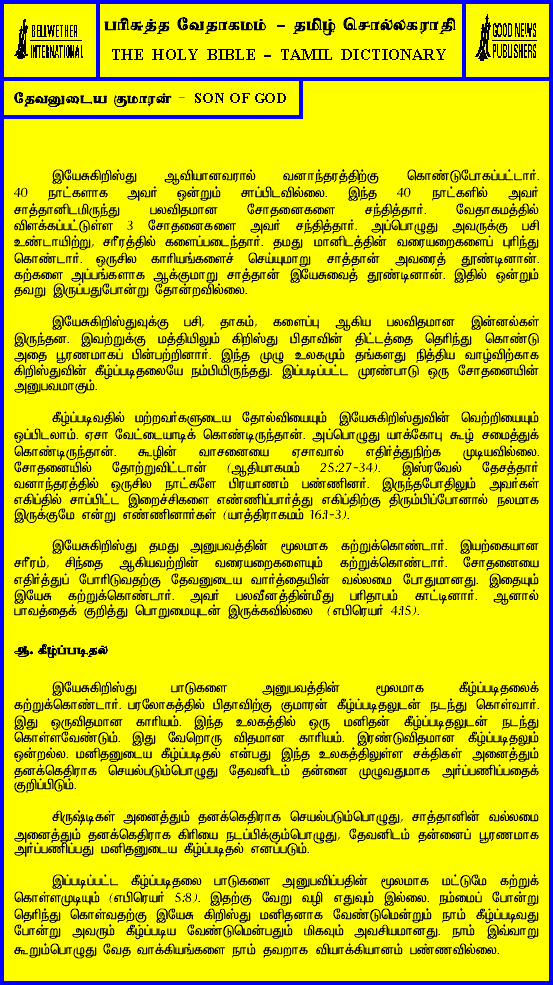 BELLWETHER
INTERNATIONAL
பரிசுத்த வேதாகமம் – தமிழ் சொல்லகராதி
THE HOLY BIBLE – TAMIL DICTIONARY
GOOD NEWS
PUBLISHERS
தேவனுடைய குமாரன் – SON OF GOD
இயேசுகிறிஸ்து ஆவியானவரால் வனாந்தரத்திற்கு கொண்டுபோகப்பட்டார்.
40 நாட்களாக அவர் ஒன்றும் சாப்பிடவில்லை. இந்த 40 நாட்களில் அவர்
சாத்தானிடமிருந்து பலவிதமான சோதனைகளை சந்தித்தார். வேதாகமத்தில்
விளக்கப்பட்டுள்ள 3 சோதனைகளை அவர் சந்தித்தார். அப்பொழுது அவருக்கு பசி
உண்டாயிற்று, சரீரத்தில் களைப்படைந்தார். தமது மானிடத்தின் வரையறைகளைப் புரிந்து
கொண்டார். ஒருசில காரியங்களைச் செய்யுமாறு சாத்தான் அவரைத் தூண்டினான்.
கற்களை அப்பங்களாக ஆக்குமாறு சாத்தான் இயேசுவைத் தூண்டினான். இதில் ஒன்றும்
தவறு இருப்பதுபோன்று தோன்றவில்லை.
இயேசுகிறிஸ்துவுக்கு பசி, தாகம், களைப்பு ஆகிய பலவிதமான இன்னல்கள்
இருந்தன. இவற்றுக்கு மத்தியிலும் கிறிஸ்து பிதாவின் திட்டத்தை தெரிந்து கொண்டு
அதை பூரணமாகப் பின்பற்றினார். இந்த முழு உலகமும் தங்களது நித்திய வாழ்விற்காக
கிறிஸ்துவின் கீழ்ப்படிதலையே நம்பியிருந்தது. இப்படிப்பட்ட முரண்பாடு ஒரு சோதனையின்
அனுபவமாகும்.
கீழ்ப்படிவதில் மற்றவர்களுடைய தோல்வியையும் இயேசுகிறிஸ்துவின் வெற்றியையும்
ஒப்பிடலாம். ஏசா வேட்டையாடிக் கொண்டிருந்தான். அப்பொழுது யாக்கோபு கூழ் சமைத்துக்
கொண்டிருந்தான். கூழின் வாசனையை ஏசாவால் எதிர்த்துநிற்க முடியவில்லை.
சோதனையில் தோற்றுவிட்டான் (ஆதியாகமம் 25:27-34). இஸ்ரவேல் தேசத்தார்
வனாந்தரத்தில் ஒருசில நாட்களே பிரயாணம் பண்ணினர். இருந்தபோதிலும் அவர்கள்
எகிப்தில் சாப்பிட்ட இறைச்சிகளை எண்ணிப்பார்த்து எகிப்திற்கு திரும்பிப்போனால் நலமாக
இருக்குமே என்று எண்ணினார்கள் (யாத்திராகமம் 16:1-3).
இயேசுகிறிஸ்து தமது அனுபவத்தின் மூலமாக கற்றுக்கொண்டார். இயற்கையான
சரீரம், சிந்தை ஆகியவற்றின் வரையறைகளையும் கற்றுக்கொண்டார். சோதனையை
எதிர்த்துப் போரிடுவதற்கு தேவனுடைய வார்த்தையின் வல்லமை போதுமானது. இதையும்
இயேசு கற்றுக்கொண்டார். அவர் பலவீனத்தின்மீது பரிதாபம் காட்டினார். ஆனால்
பாவத்தைக் குறித்து பொறுமையுடன் இருக்கவில்லை (எபிரெயர் 4:15).
ஆ. கீழ்ப்படிதல்
இயேசுகிறிஸ்து பாடுகளை அனுபவத்தின் மூலமாக கீழ்ப்படிதலைக்
கற்றுக்கொண்டார். பரலோகத்தில் பிதாவிற்கு குமாரன் கீழ்ப்படிதலுடன் நடந்து கொள்வார்.
இது ஒருவிதமான காரியம். இந்த உலகத்தில் ஒரு மனிதன் கீழ்ப்படிதலுடன் நடந்து
கொள்ளவேண்டும். இது வேறொரு விதமான காரியம். இரண்டுவிதமான கீழ்ப்படிதலும்
ஒன்றல்ல. மனிதனுடைய கீழ்ப்படிதல் என்பது இந்த உலகத்திலுள்ள சக்திகள் அனைத்தும்
தனக்கெதிராக செயல்படும்பொழுது தேவனிடம் தன்னை முழுவதுமாக அர்ப்பணிப்பதைக்
குறிப்பிடும்.
சிருஷ்டிகள் அனைத்தும் தனக்கெதிராக செயல்படும்பொழுது, சாத்தானின் வல்லமை
அனைத்தும் தனக்கெதிராக கிரியை நடப்பிக்கும்பொழுது, தேவனிடம் தன்னைப் பூரணமாக
அர்ப்பணிப்பது மனிதனுடைய கீழ்ப்படிதல் எனப்படும்.
இப்படிப்பட்ட கீழ்ப்படிதலை பாடுகளை அனுபவிப்பதின் மூலமாக மட்டுமே கற்றுக்
கொள்ளமுடியும் (எபிரெயர் 5:8). இதற்கு வேறு வழி எதுவும் இல்லை. நம்மைப் போன்று
தெரிந்து கொள்வதற்கு இயேசு கிறிஸ்து மனிதனாக வேண்டுமென்றும் நாம் கீழ்ப்படிவது
போன்று அவரும் கீழ்ப்படிய வேண்டுமென்பதும் மிகவும் அவசியமானது. நாம் இவ்வாறு
கூறும்பொழுது வேத வாக்கியங்களை நாம் தவறாக வியாக்கியானம் பண்ணவில்லை.